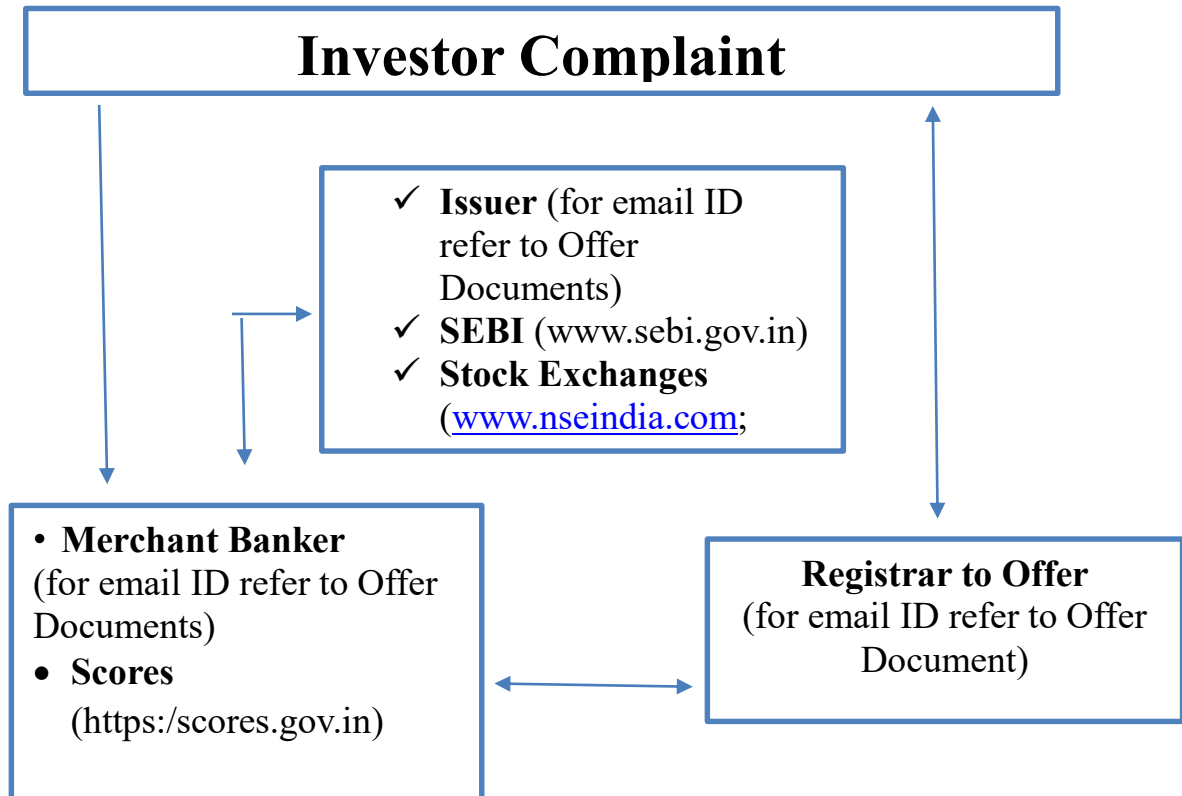 Investor Complaint
✓ Issuer (for email ID
refer to Offer
Documents)
✓ SEBI (www.sebi.gov.in)
✓ Stock Exchanges
(www.nseindia.com;
• Merchant Banker
(for email ID refer to Offer
Documents)
• Scores
(https:/scores.gov.in)
Registrar to Offer
(for email ID refer to Offer
Document)